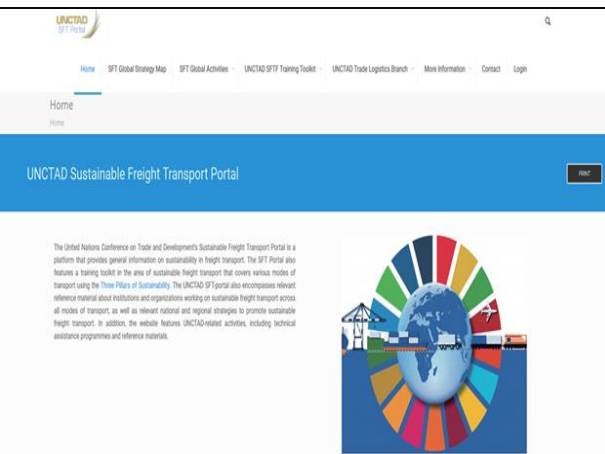 UNCTAD
SFT Portal
Home SFT Global Strategy Map SFT Global Activities UNCTAD SFTF Training Toolkit UNCTAD Trade Logistics Branch More Information Contact Login
Home
Home
UNCTAD Sustainable Freight Transport Portal
PRINT
The United Nations Conference on Trade and Development's Sustainable Freight Transport Portal is a
platform that provides general information on sustainability in freight transport. The SFT Portal also
features a training toolkit in the area of sustainable freight transport that covers various modes of
transport using the Three Pillars of Sustainability. The UNCTAD SFT-portal also encompasses relevant
reference material about institutions and organizations working on sustainable freight transport across
all modes of transport, as well as relevant national and regional strategies to promote sustainable
freight transport. In addition, the website features UNCTAD-related activities, including technical
assistance programmes and reference materials.